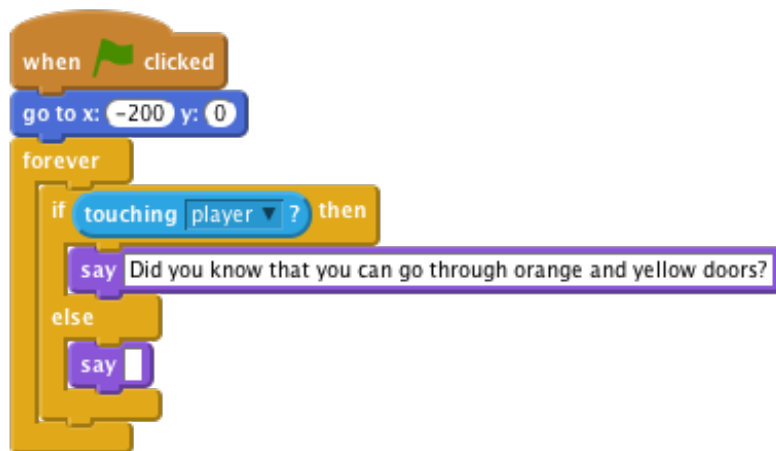 when clicked
go to x: -200 y: 0
forever
if touching player ? then
say Did you know that you can go through orange and yellow doors?
else
say